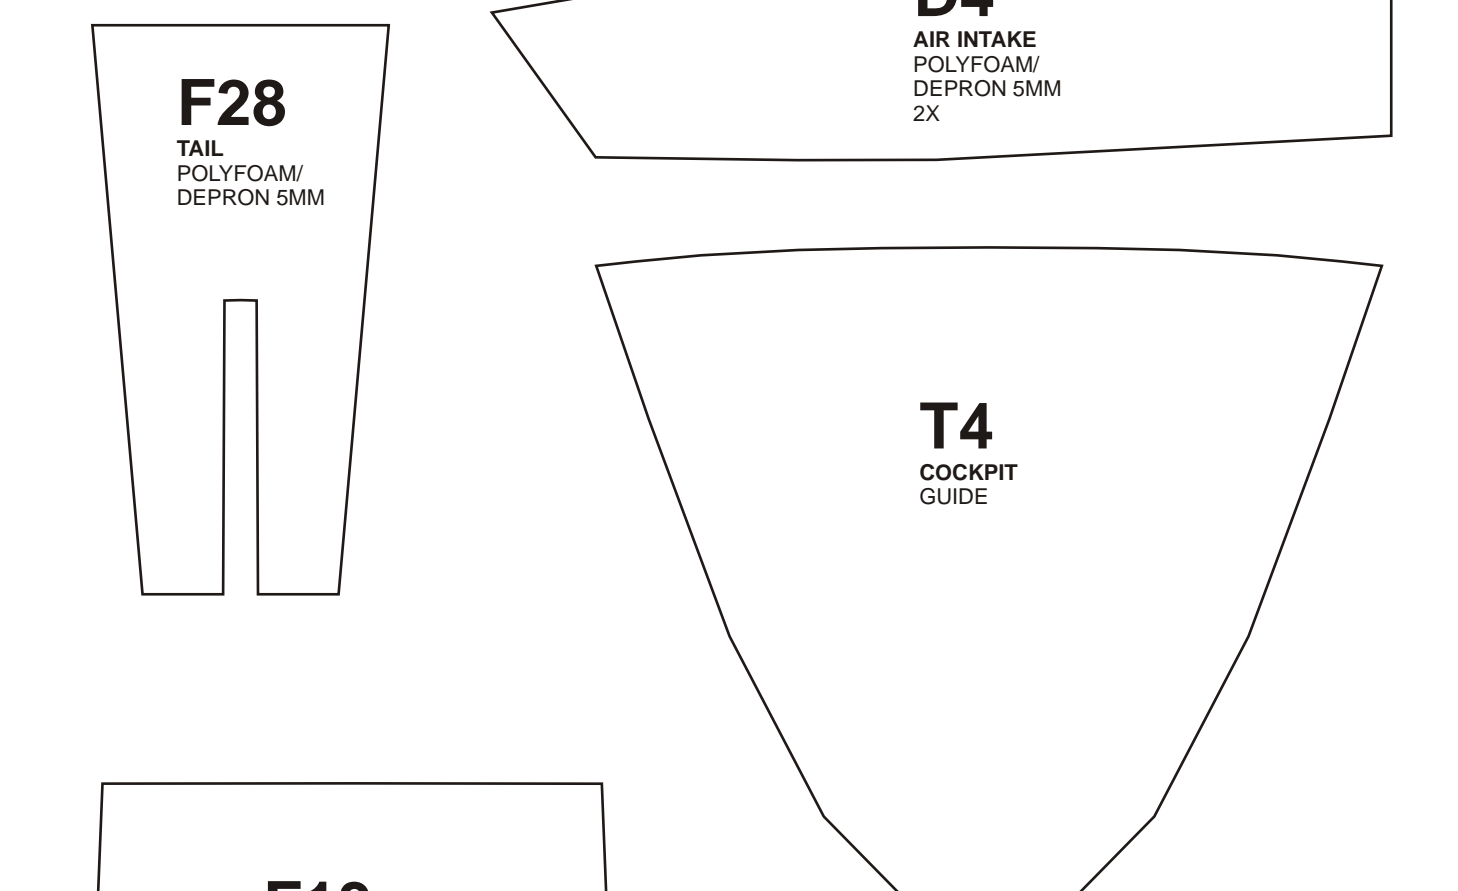 F28
TAIL
POLYFOAM/
DEPRON 5MM
AIR INTAKE
POLYFOAM/
DEPRON 5MM
2X
T4
COCKPIT
GUIDE